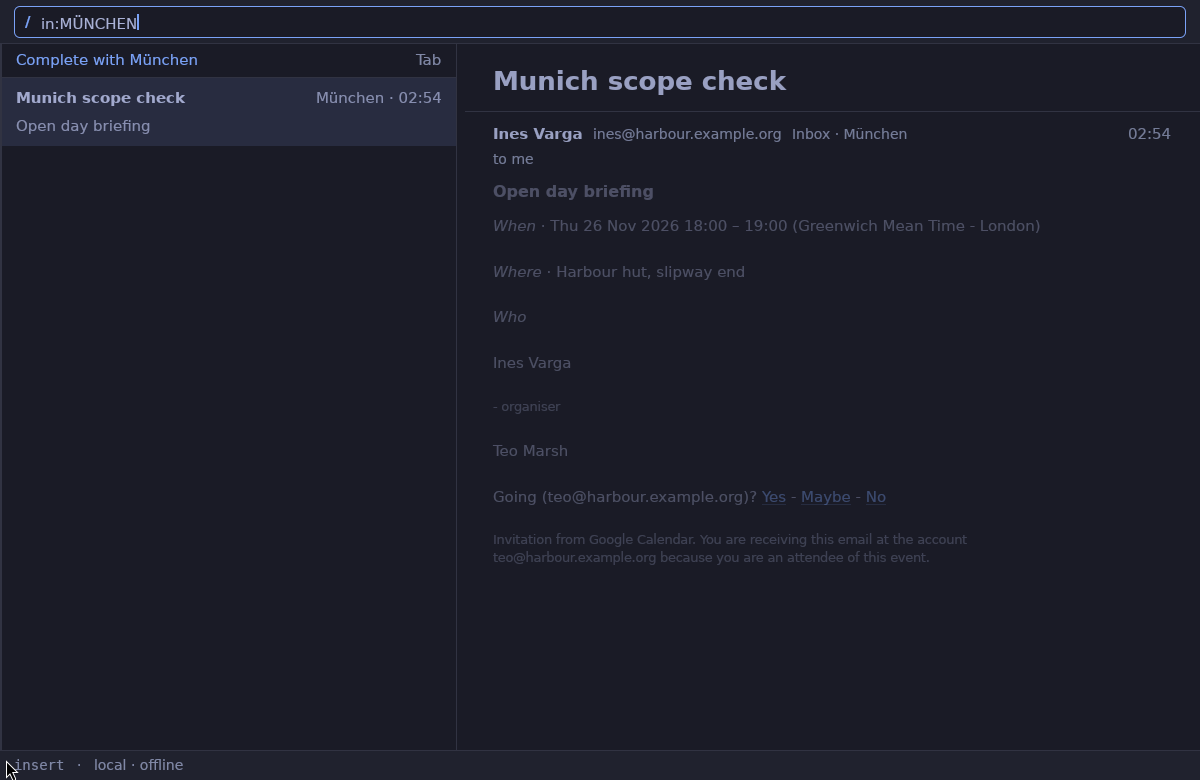 / in:MÜNCHEN
Complete with München Tab
Munich scope check München · 02:54
Open day briefing
Munich scope check
Ines Varga ines@harbour.example.org Inbox · München 02:54
to me
Open day briefing
When · Thu 26 Nov 2026 18:00 – 19:00 (Greenwich Mean Time - London)
Where · Harbour hut, slipway end
Who
Ines Varga
- organiser
Teo Marsh
Going (teo@harbour.example.org)? Yes - Maybe - No
Invitation from Google Calendar. You are receiving this email at the account
teo@harbour.example.org because you are an attendee of this event.
insert · local · offline